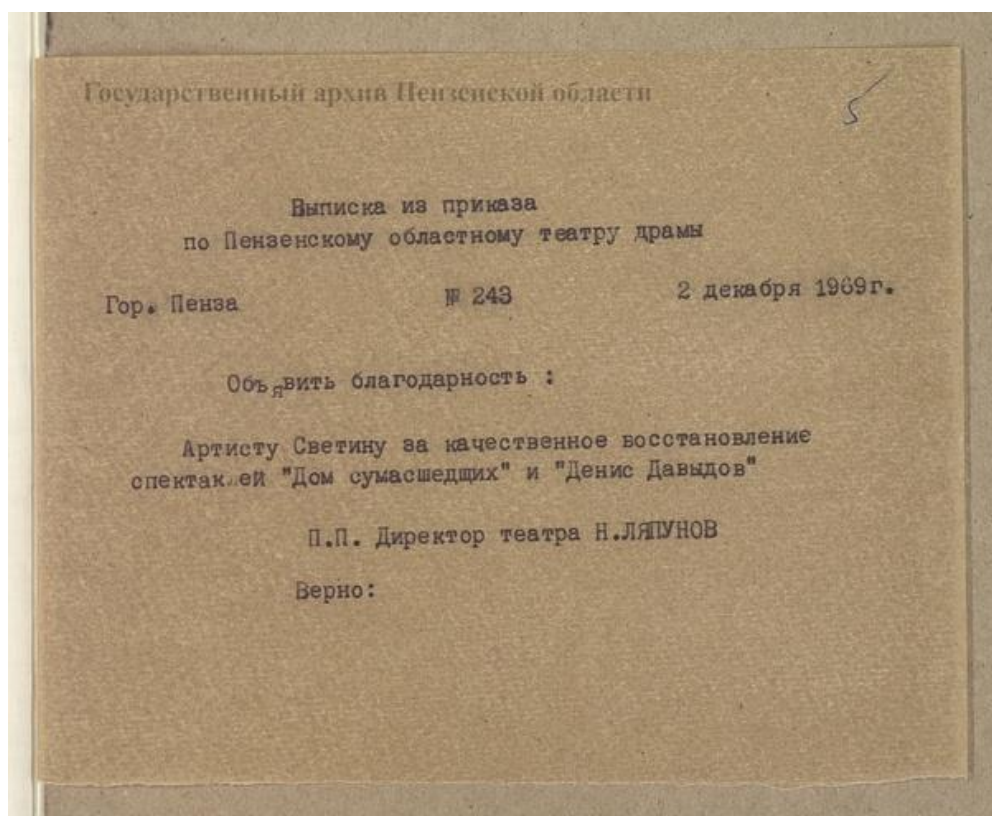 Государственный архив Пензенской области
5
Выписка из приказа
по Пензенскому областному театру драмы
Гор. Пенза № 243 2 декабря 1969г.
Объявить благодарность :
Артисту Светину за качественное восстановление
спектаклей "Дом сумасшедших" и "Денис Давыдов"
П.П. Директор театра Н.ЛЯПУНОВ
Верно: